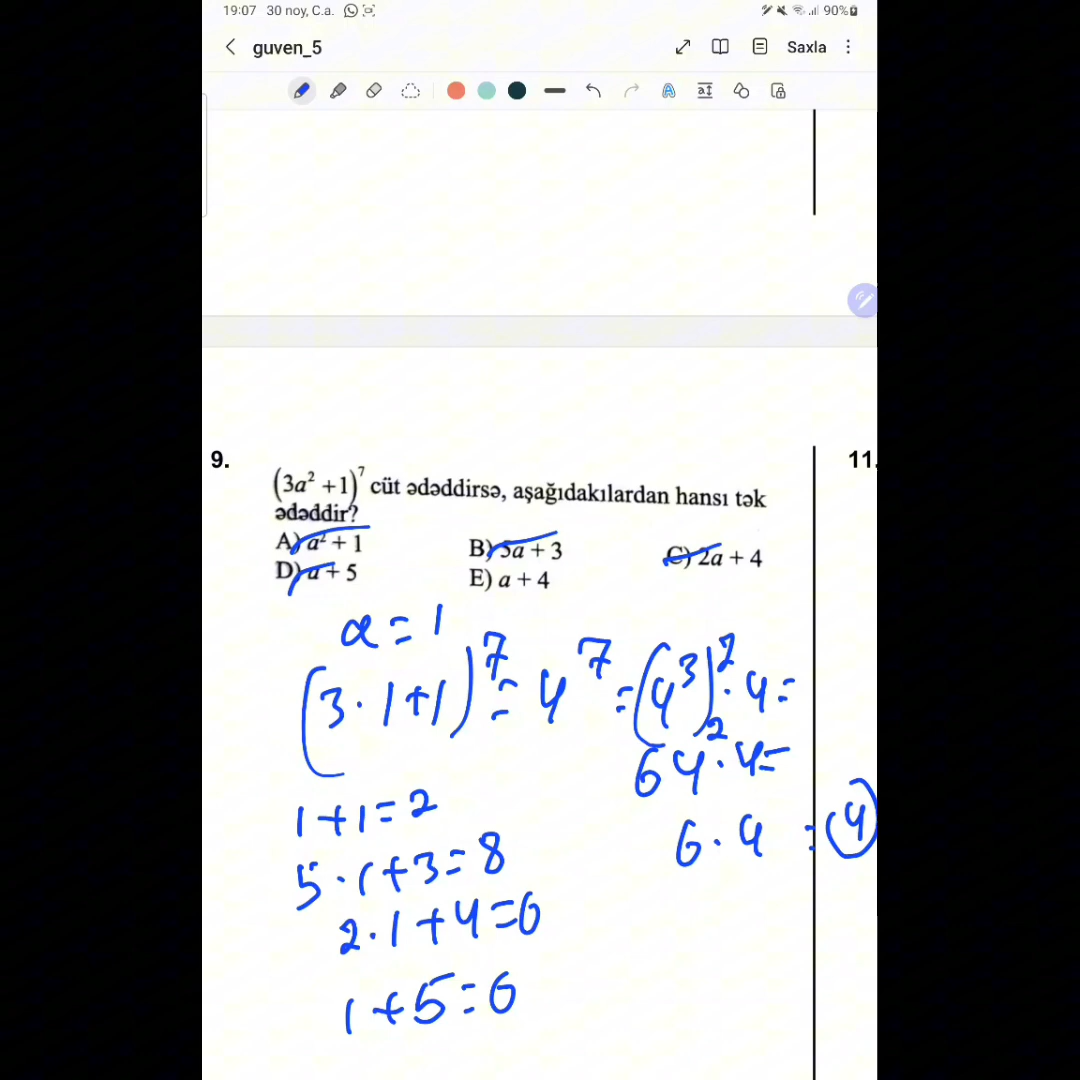 19:07 30 noy, C.a. 90%
guven_5 Saxla
9. 11.
(3a² +1)⁷ cüt ədəddirsə, aşağıdakılardan hansı tək
ədəddir?
A) a² + 1 B) 5a + 3 C) 2a + 4
D) a + 5 E) a + 4
a = 1
(3 · 1 + 1)⁷ = 4⁷ = (4³)² · 4 =
64² · 4 =
6 · 4 = 4
1 + 1 = 2
5 · 1 + 3 = 8
2 · 1 + 4 = 6
1 + 5 = 6